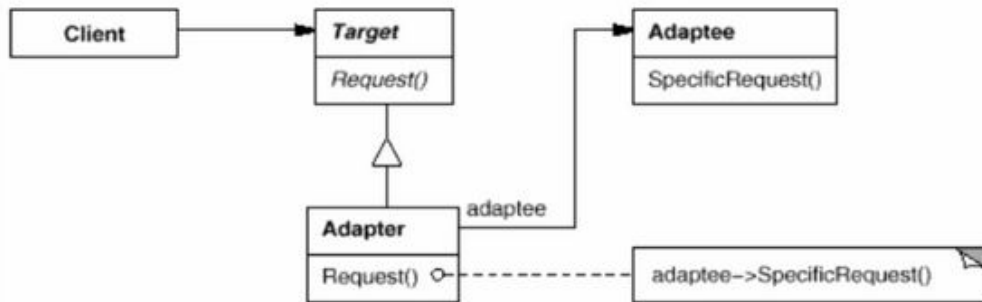 Client
Target
Request()
Adaptee
SpecificRequest()
adaptee
Adapter
Request()
adaptee->SpecificRequest()